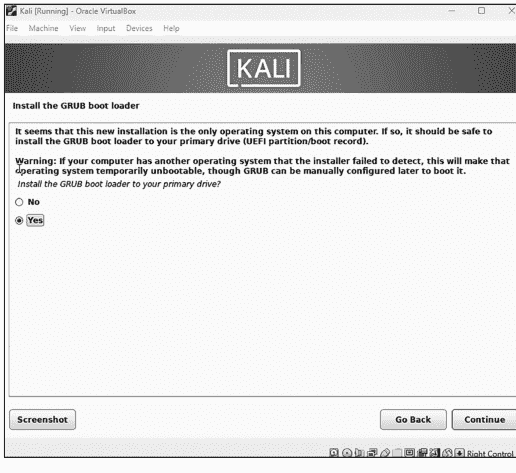 Kali [Running] - Oracle VirtualBox
File Machine View Input Devices Help
KALI
Install the GRUB boot loader
It seems that this new installation is the only operating system on this computer. If so, it should be safe to
install the GRUB boot loader to your primary drive (UEFI partition/boot record).
Warning: If your computer has another operating system that the installer failed to detect, this will make that
operating system temporarily unbootable, though GRUB can be manually configured later to boot it.
Install the GRUB boot loader to your primary drive?
No
Yes
Screenshot Go Back Continue
Right Control